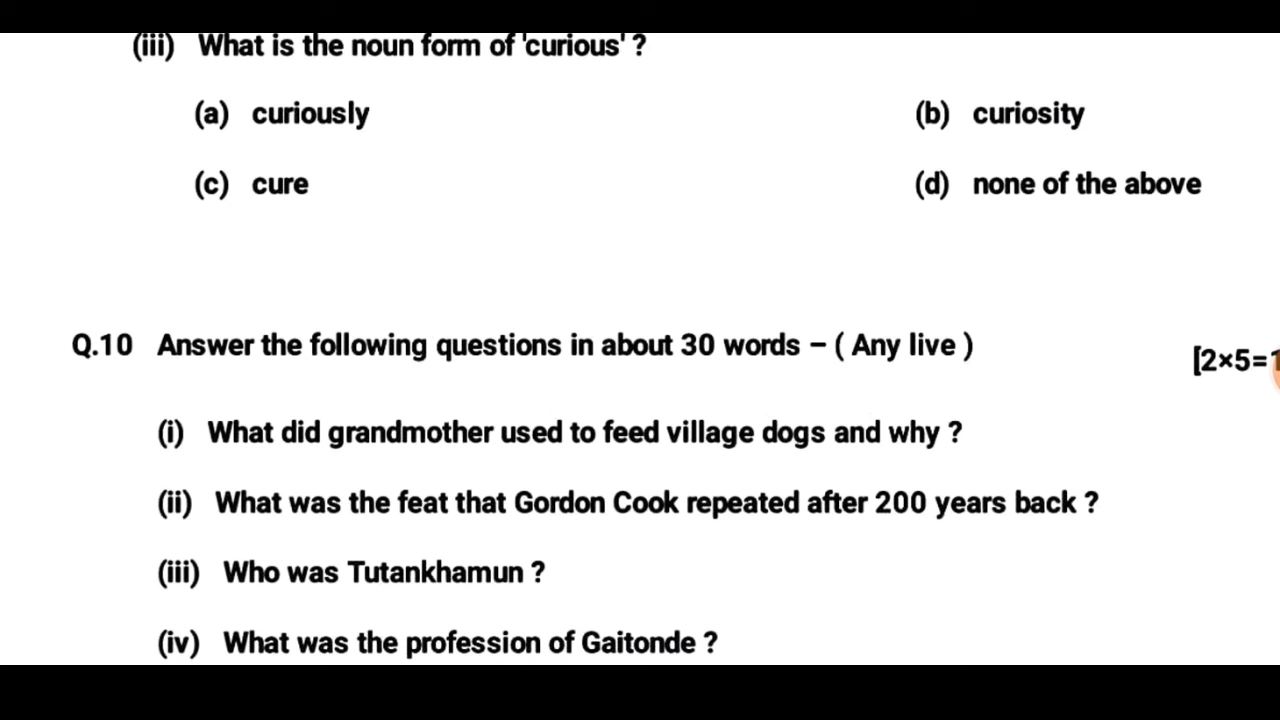 (iii) What is the noun form of 'curious' ?
(a) curiously (b) curiosity
(c) cure (d) none of the above
Q.10 Answer the following questions in about 30 words – ( Any live )
[2×5=1
(i) What did grandmother used to feed village dogs and why ?
(ii) What was the feat that Gordon Cook repeated after 200 years back ?
(iii) Who was Tutankhamun ?
(iv) What was the profession of Gaitonde ?